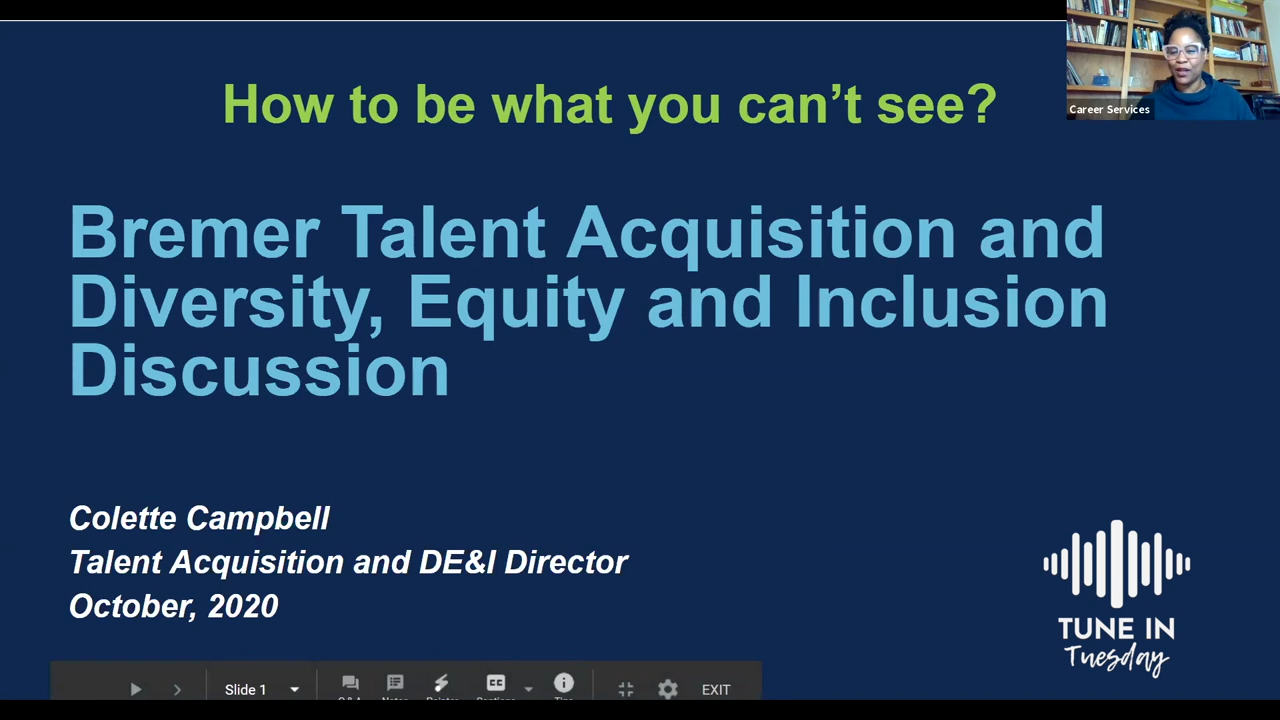 How to be what you can't see?
Career Services
Bremer Talent Acquisition and
Diversity, Equity and Inclusion
Discussion
Colette Campbell
Talent Acquisition and DE&I Director
October, 2020
TUNE IN
Tuesday
Slide 1
EXIT